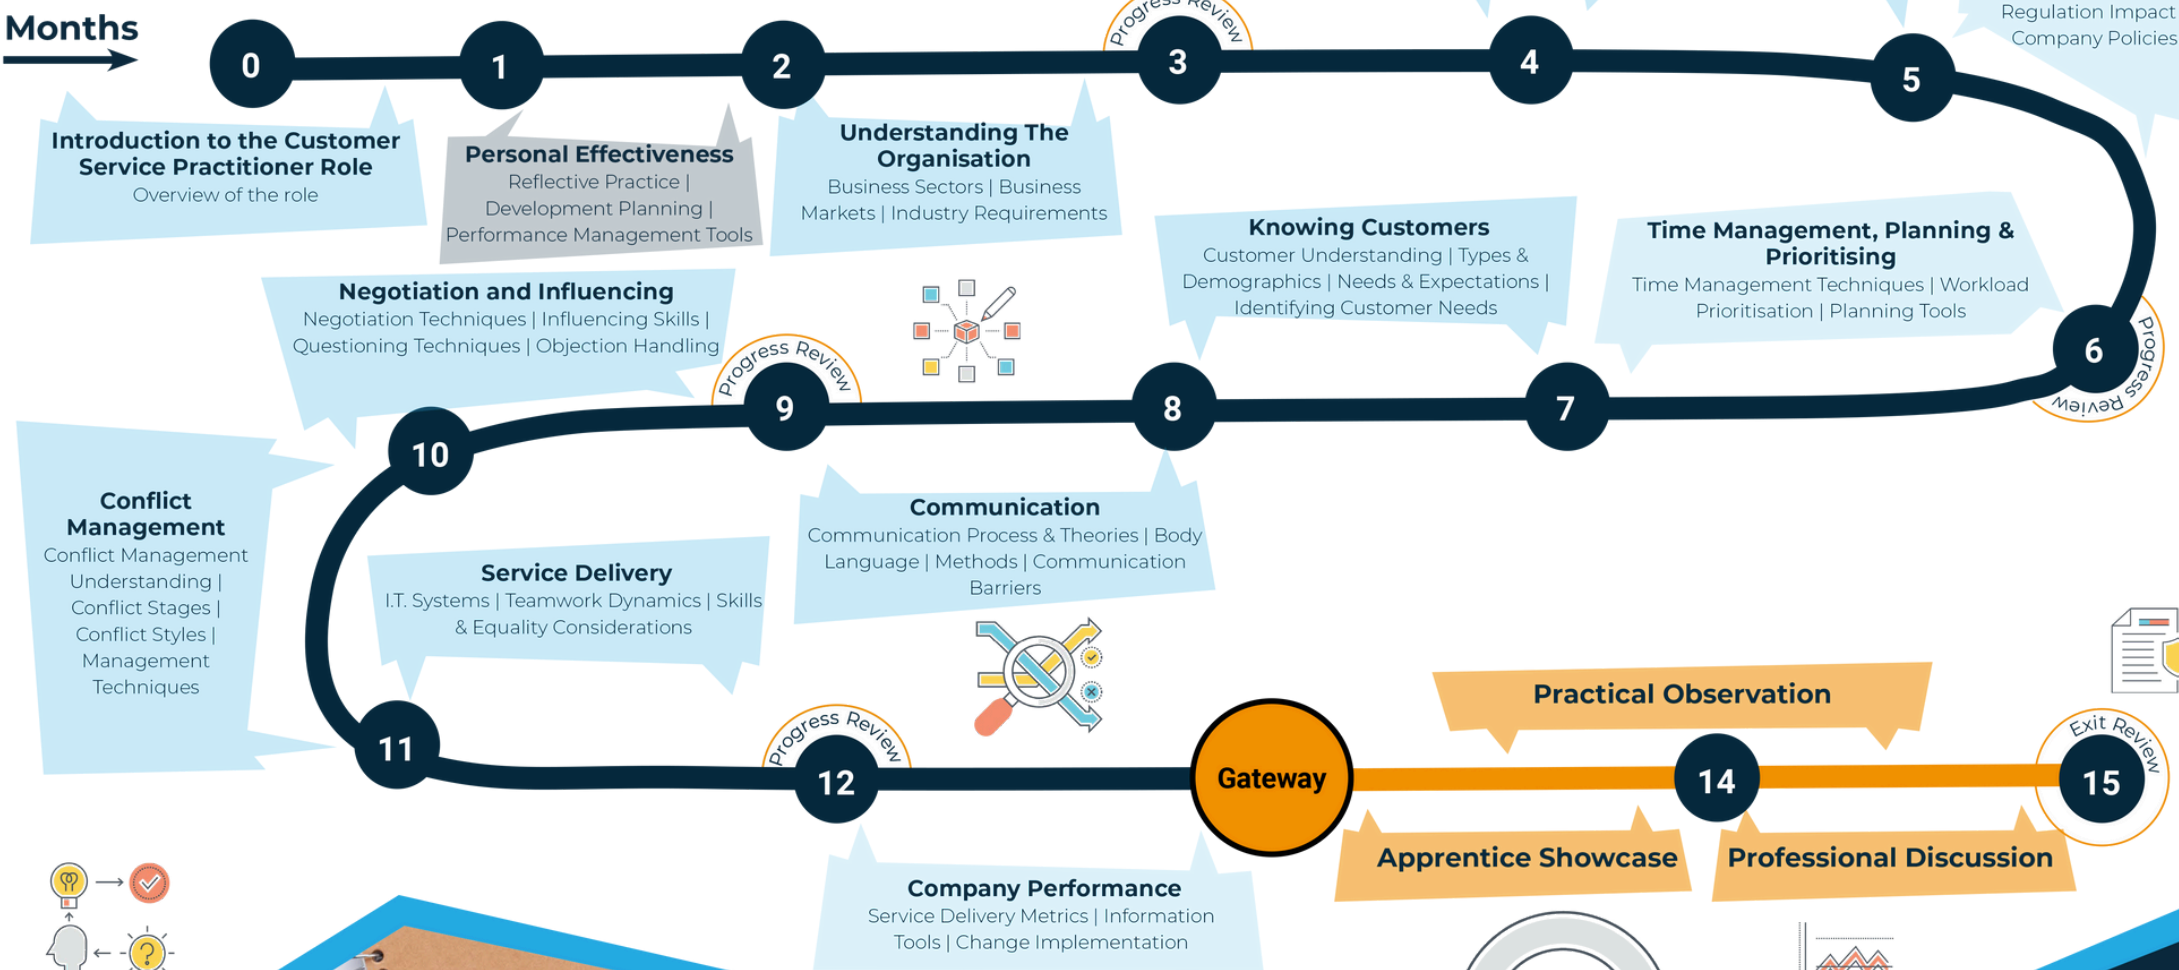 Months
0
1
2
Progress Review
3
4
5
Regulation Impact
Company Policies
Introduction to the Customer
Service Practitioner Role
Overview of the role
Personal Effectiveness
Reflective Practice |
Development Planning |
Performance Management Tools
Understanding The
Organisation
Business Sectors | Business
Markets | Industry Requirements
Knowing Customers
Customer Understanding | Types &
Demographics | Needs & Expectations |
Identifying Customer Needs
Time Management, Planning &
Prioritising
Time Management Techniques | Workload
Prioritisation | Planning Tools
Negotiation and Influencing
Negotiation Techniques | Influencing Skills |
Questioning Techniques | Objection Handling
6
Progress Review
7
8
Progress Review
9
10
Conflict
Management
Conflict Management
Understanding |
Conflict Stages |
Conflict Styles |
Management
Techniques
Communication
Communication Process & Theories | Body
Language | Methods | Communication
Barriers
Service Delivery
I.T. Systems | Teamwork Dynamics | Skills
& Equality Considerations
11
Progress Review
12
Gateway
Practical Observation
14
Exit Review
15
Apprentice Showcase
Professional Discussion
Company Performance
Service Delivery Metrics | Information
Tools | Change Implementation
?